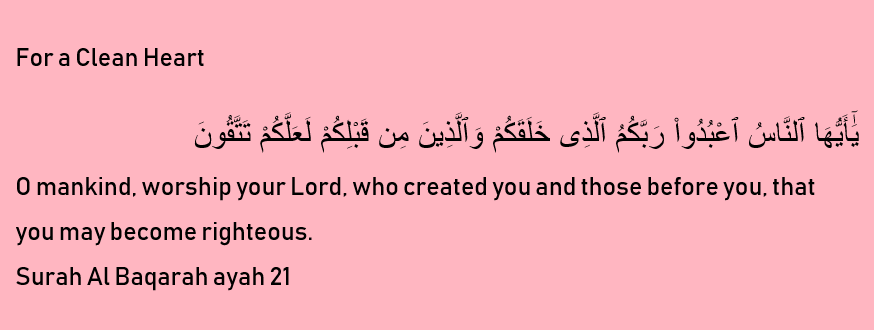 For a Clean Heart
يَٰٓأَيُّهَا ٱلنَّاسُ ٱعْبُدُوا۟ رَبَّكُمُ ٱلَّذِى خَلَقَكُمْ وَٱلَّذِينَ مِن قَبْلِكُمْ لَعَلَّكُمْ تَتَّقُونَ
O mankind, worship your Lord, who created you and those before you, that
you may become righteous.
Surah Al Baqarah ayah 21